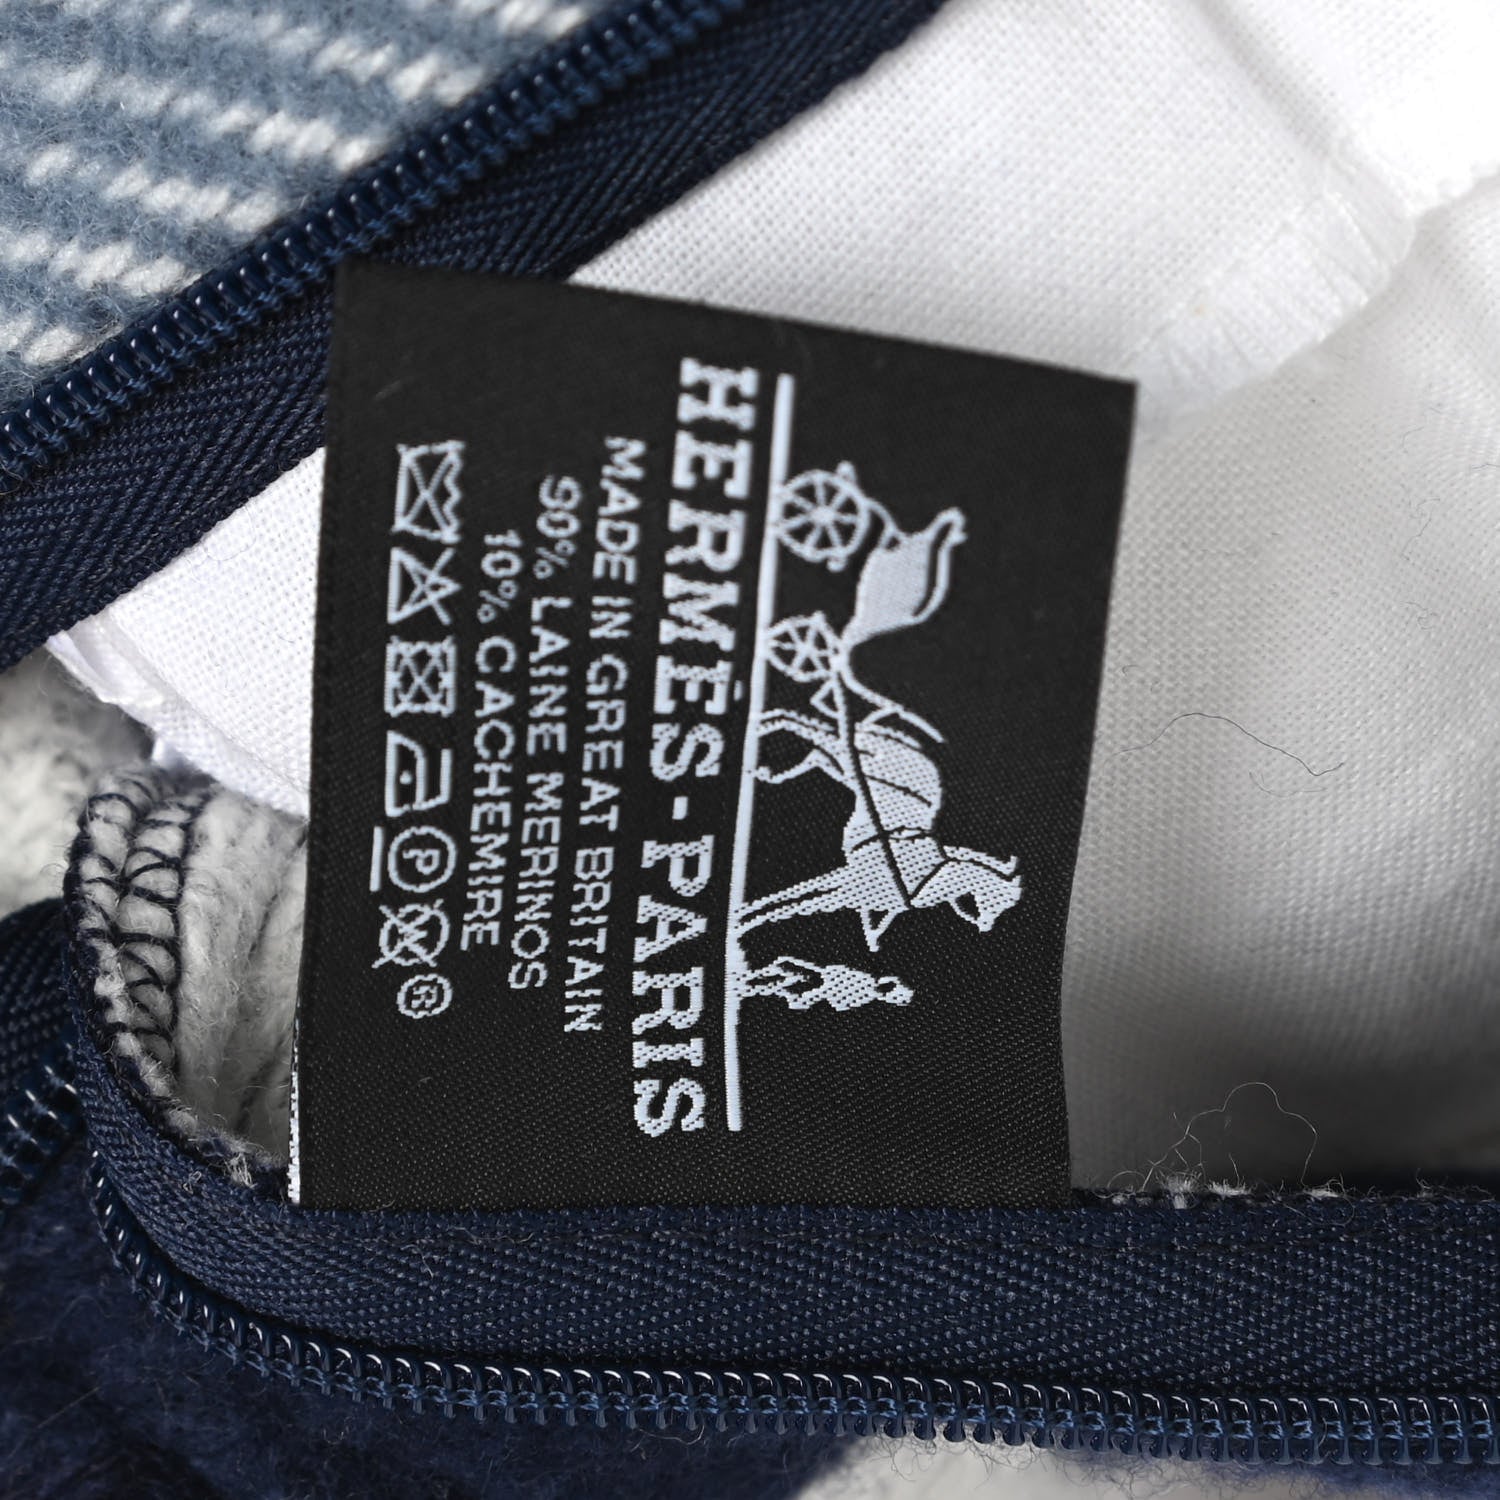 HERMÈS-PARIS
MADE IN GREAT BRITAIN
90% LAINE MERINOS
10% CACHEMIRE
P ®